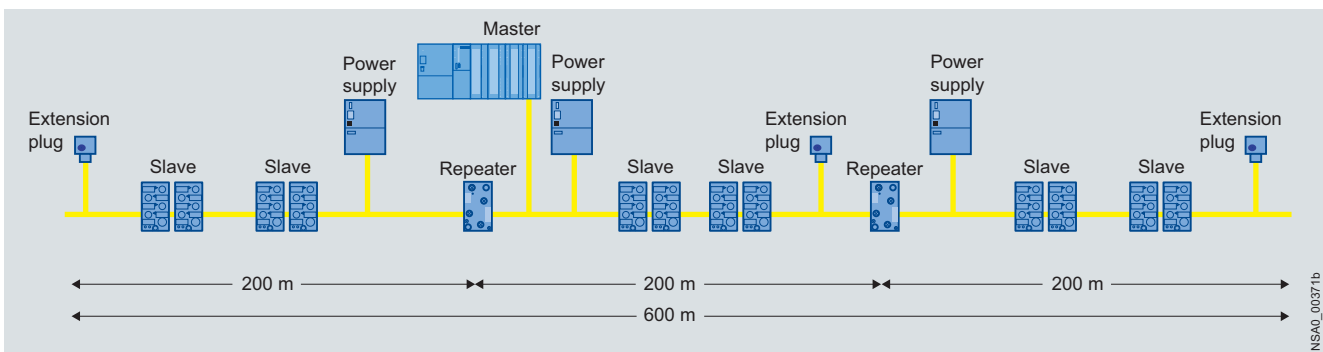 Master
Power
supply
Power
supply
Power
supply
Extension
plug
Extension
plug
Extension
plug
Slave
Slave
Repeater
Slave
Slave
Repeater
Slave
Slave
200 m
200 m
200 m
600 m
NSA0_00371b